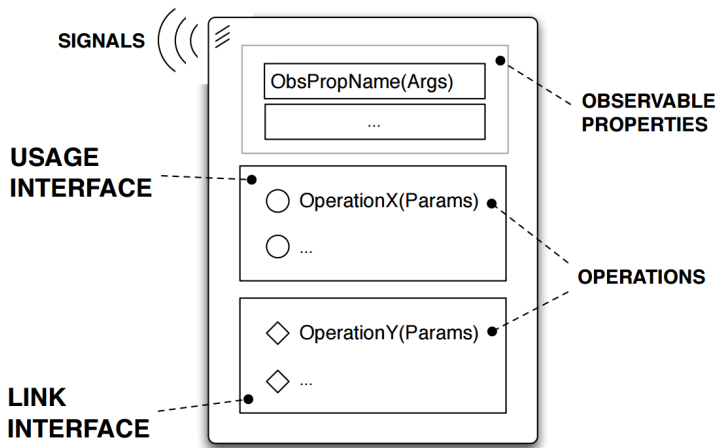 SIGNALS
ObsPropName(Args)
...
OBSERVABLE
PROPERTIES
USAGE
INTERFACE
OperationX(Params)
...
OPERATIONS
OperationY(Params)
...
LINK
INTERFACE